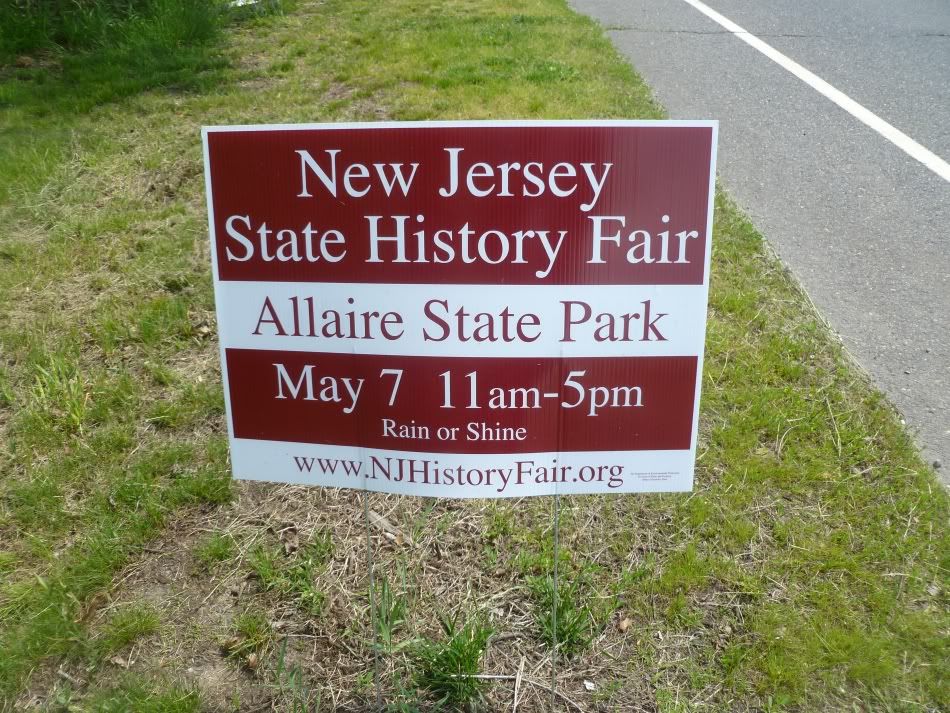 New Jersey
State History Fair
Allaire State Park
May 7 11am-5pm
Rain or Shine
www.NJHistoryFair.org